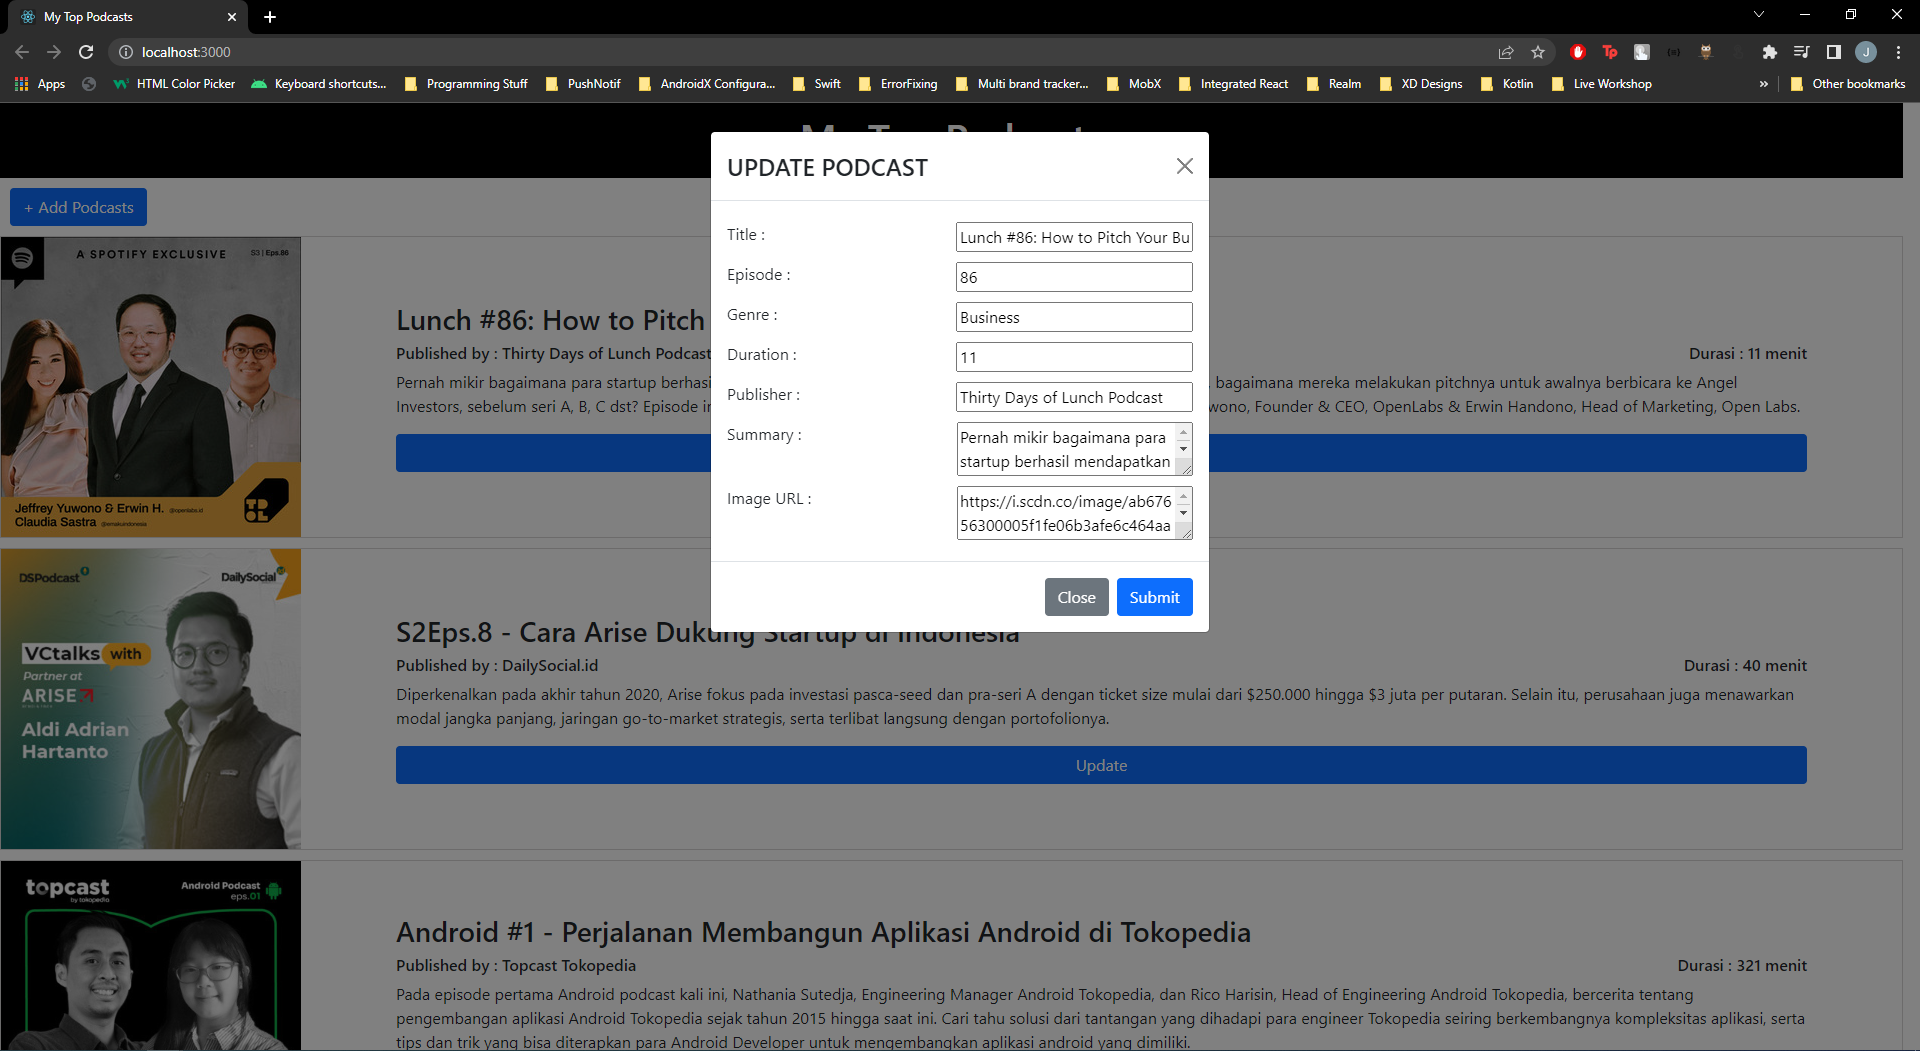 My Top Podcasts
localhost:3000
Apps
HTML Color Picker
Keyboard shortcuts...
Programming Stuff
PushNotif
AndroidX Configura...
Swift
ErrorFixing
Multi brand tracker...
MobX
Integrated React
Realm
XD Designs
Kotlin
Live Workshop
»
Other bookmarks
My Top Podcast
+ Add Podcasts
UPDATE PODCAST
Title :
Lunch #86: How to Pitch Your Bu
Episode :
86
Genre :
Business
Duration :
11
Publisher :
Thirty Days of Lunch Podcast
Summary :
Pernah mikir bagaimana para
startup berhasil mendapatkan
Image URL :
https://i.scdn.co/image/ab676
56300005f1fe06b3afe6c464aa
Close
Submit
A SPOTIFY EXCLUSIVE
S3 | Eps.86
Jeffrey Yuwono & Erwin H. @openlabs.id
Claudia Sastra @ernakuindonesia
Lunch #86: How to Pitch
Published by : Thirty Days of Lunch Podcast
Durasi : 11 menit
Pernah mikir bagaimana para startup berhasi , bagaimana mereka melakukan pitchnya untuk awalnya berbicara ke Angel
Investors, sebelum seri A, B, C dst? Episode in wono, Founder & CEO, OpenLabs & Erwin Handono, Head of Marketing, Open Labs.
DSPodcast
DailySocial
VCtalks with
Partner at
ARISE
Aldi Adrian
Hartanto
S2Eps.8 - Cara Arise Dukung Startup di Indonesia
Published by : DailySocial.id
Durasi : 40 menit
Diperkenalkan pada akhir tahun 2020, Arise fokus pada investasi pasca-seed dan pra-seri A dengan ticket size mulai dari $250.000 hingga $3 juta per putaran. Selain itu, perusahaan juga menawarkan
modal jangka panjang, jaringan go-to-market strategis, serta terlibat langsung dengan portofolionya.
Update
topcast
by tokopedia
Android Podcast
eps.01
Android #1 - Perjalanan Membangun Aplikasi Android di Tokopedia
Published by : Topcast Tokopedia
Durasi : 321 menit
Pada episode pertama Android podcast kali ini, Nathania Sutedja, Engineering Manager Android Tokopedia, dan Rico Harisin, Head of Engineering Android Tokopedia, bercerita tentang
pengembangan aplikasi Android Tokopedia sejak tahun 2015 hingga saat ini. Cari tahu solusi dari tantangan yang dihadapi para engineer Tokopedia seiring berkembangnya kompleksitas aplikasi, serta
tips dan trik yang bisa diterapkan para Android Developer untuk mengembangkan aplikasi android yang dimiliki.